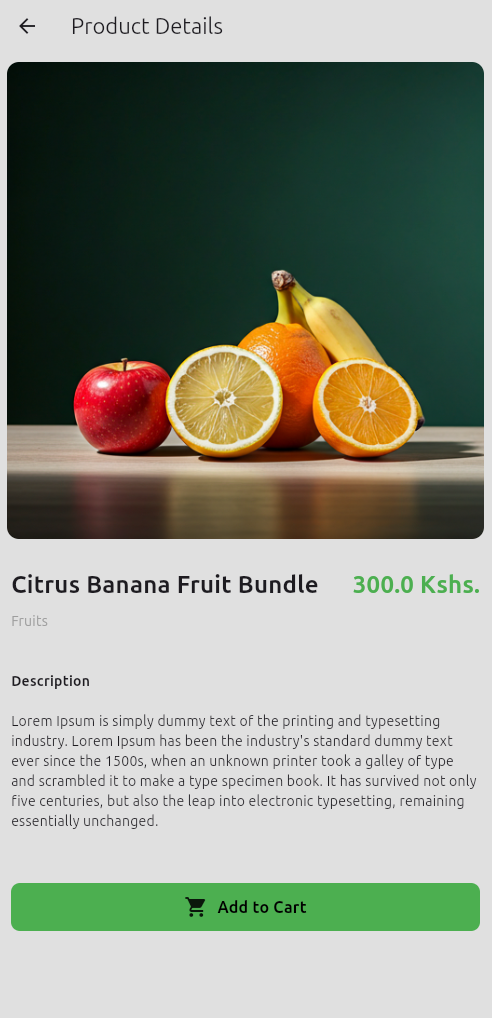 Product Details
Citrus Banana Fruit Bundle
300.0 Kshs.
Fruits
Description
Lorem Ipsum is simply dummy text of the printing and typesetting
industry. Lorem Ipsum has been the industry's standard dummy text
ever since the 1500s, when an unknown printer took a galley of type
and scrambled it to make a type specimen book. It has survived not only
five centuries, but also the leap into electronic typesetting, remaining
essentially unchanged.
Add to Cart